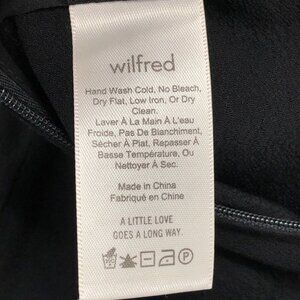 wilfred
Hand Wash Cold, No Bleach,
Dry Flat, Low Iron, Or Dry
Clean.
Laver À La Main À L'eau
Froide, Pas De Blanchiment,
Sécher À Plat, Repasser À
Basse Température, Ou
Nettoyer À Sec.
Made in China
Fabriqué en Chine
A LITTLE LOVE
GOES A LONG WAY.
P